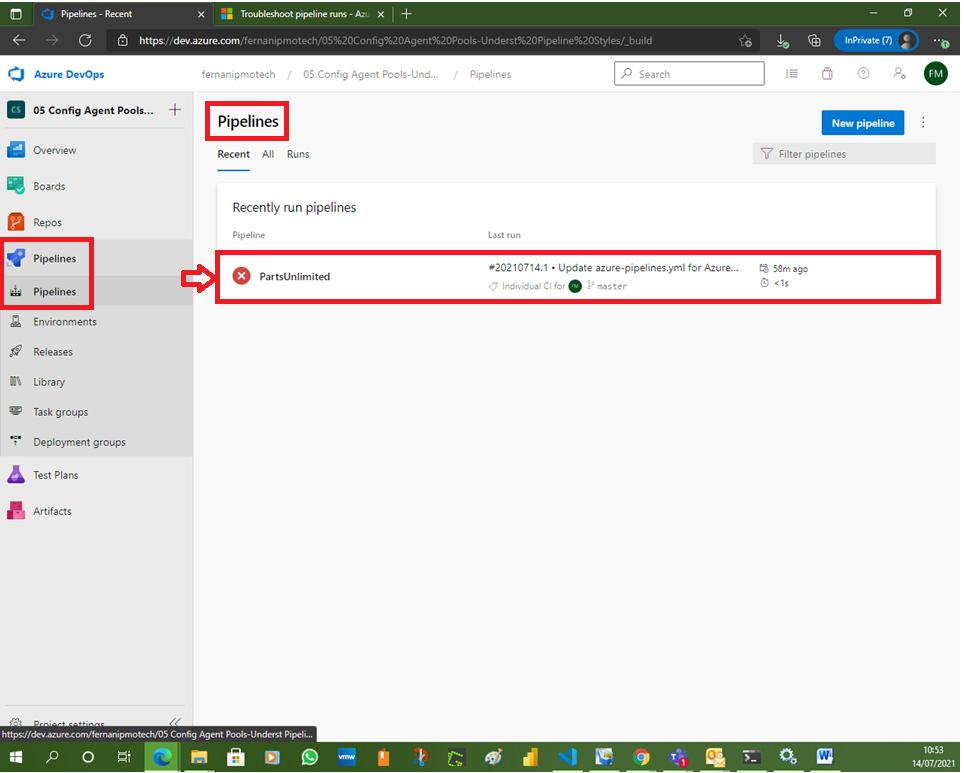 Pipelines - Recent
Troubleshoot pipeline runs - Azu
https://dev.azure.com/fernanipmotech/05%20Config%20Agent%20Pools-Underst%20Pipeline%20Styles/_build
InPrivate (7)
Azure DevOps
fernanipmotech / 05 Config Agent Pools-Und... / Pipelines
Search
FM
CS
05 Config Agent Pools...
Pipelines
New pipeline
Recent
All
Runs
Filter pipelines
Overview
Boards
Repos
Pipelines
Pipelines
Environments
Releases
Library
Task groups
Deployment groups
Test Plans
Artifacts
Recently run pipelines
Pipeline
Last run
PartsUnlimited
#20210714.1 • Update azure-pipelines.yml for Azure...
58m ago
Individual CI for FM master
<1s
Project settings
https://dev.azure.com/fernanipmotech/05 Config Agent Pools-Underst Pipeli...
vmw
1
10:53
14/07/2021